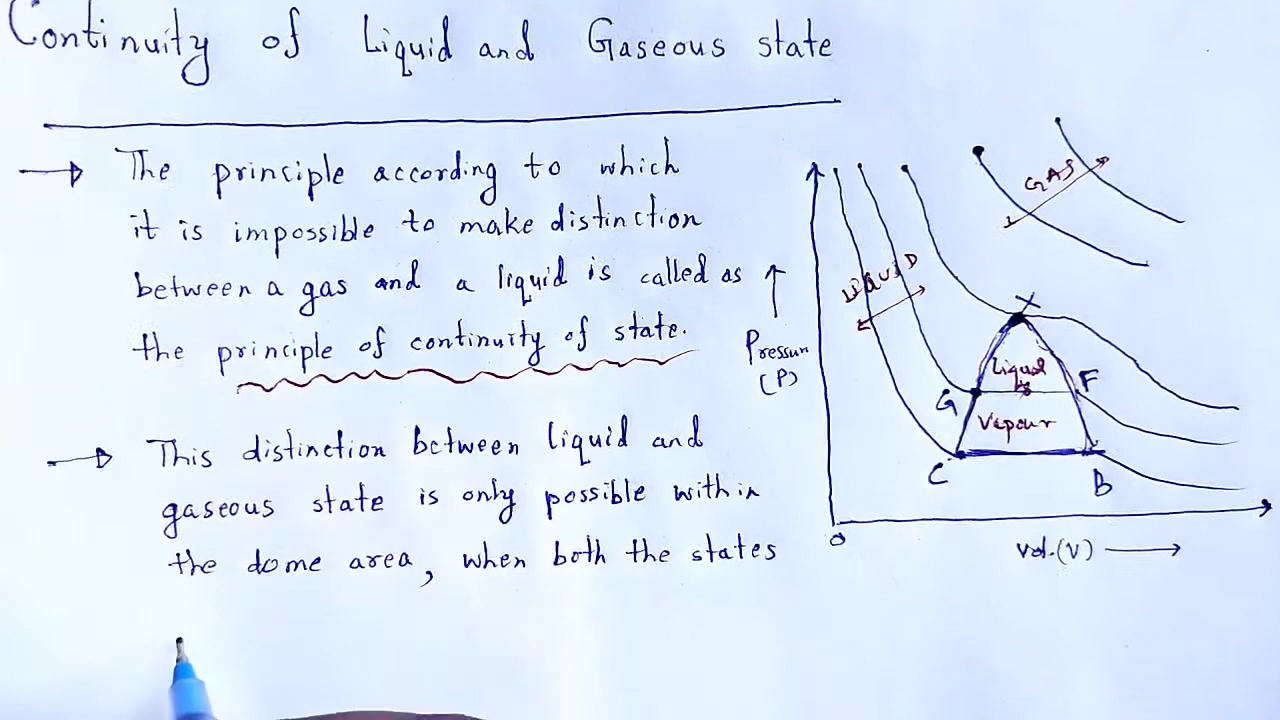 Continuity of Liquid and Gaseous state
The principle according to which
it is impossible to make distinction
between a gas and a liquid is called as
the principle of continuity of state.
This distinction between liquid and
gaseous state is only possible within
the dome area, when both the states
GAS
LIQUID
X
Liquid
&
Vapour
G
F
C
B
Pressure
(P)
O
Vol.(V)